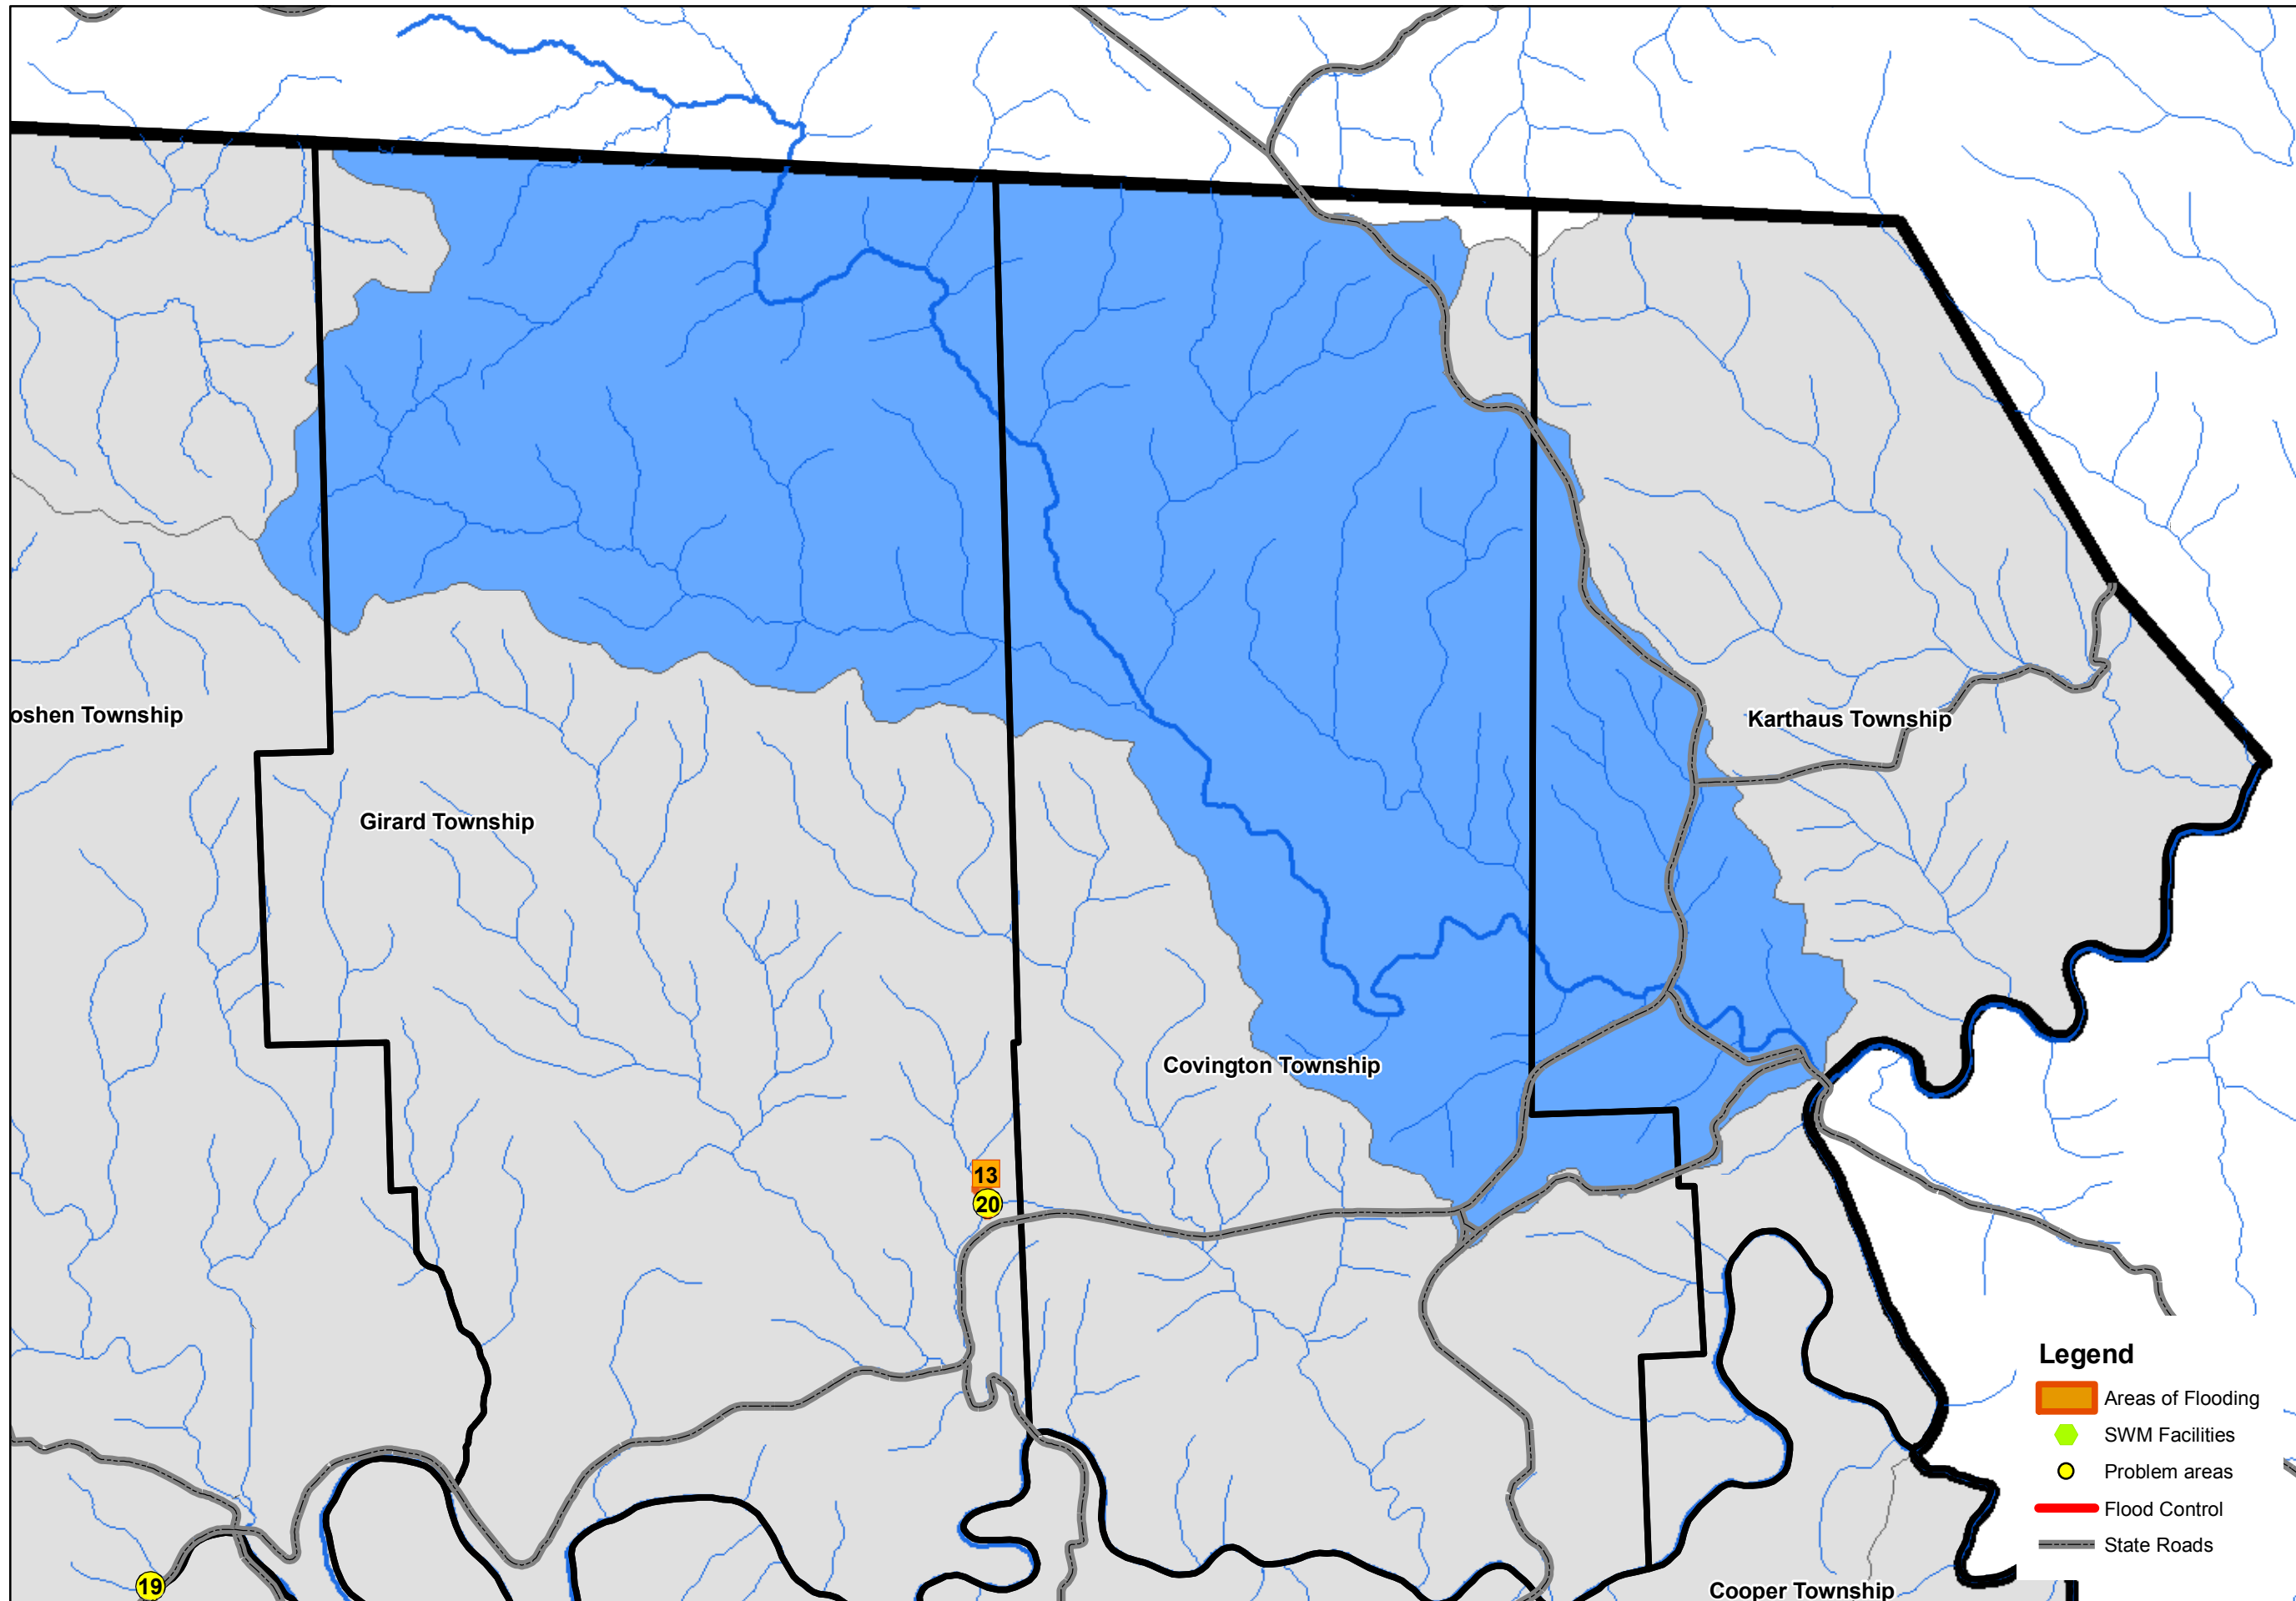 oshen Township
Karthaus Township
Girard Township
Covington Township
13
20
Legend
Areas of Flooding
SWM Facilities
Problem areas
Flood Control
State Roads
19
Cooper Township